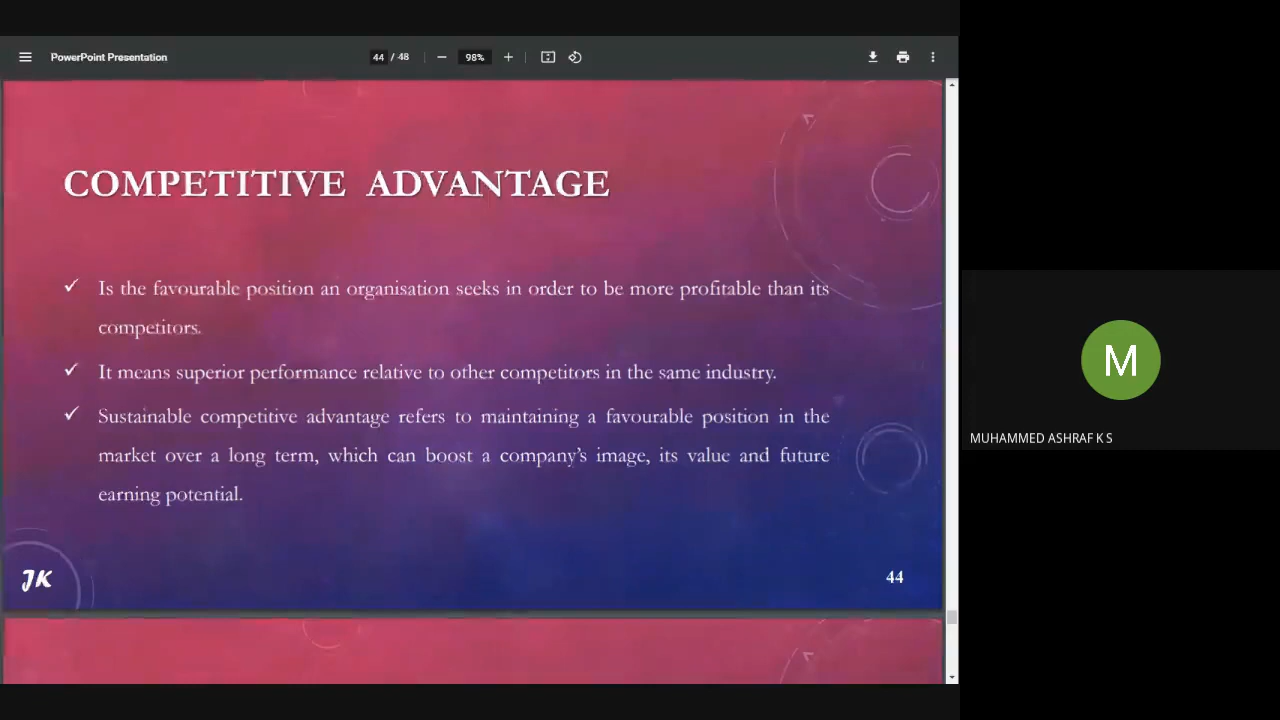 PowerPoint Presentation
44 / 48
98%
COMPETITIVE ADVANTAGE
✓ Is the favourable position an organisation seeks in order to be more profitable than its
competitors.
✓ It means superior performance relative to other competitors in the same industry.
✓ Sustainable competitive advantage refers to maintaining a favourable position in the
market over a long term, which can boost a company's image, its value and future
earning potential.
JK
44
M
MUHAMMED ASHRAF K S